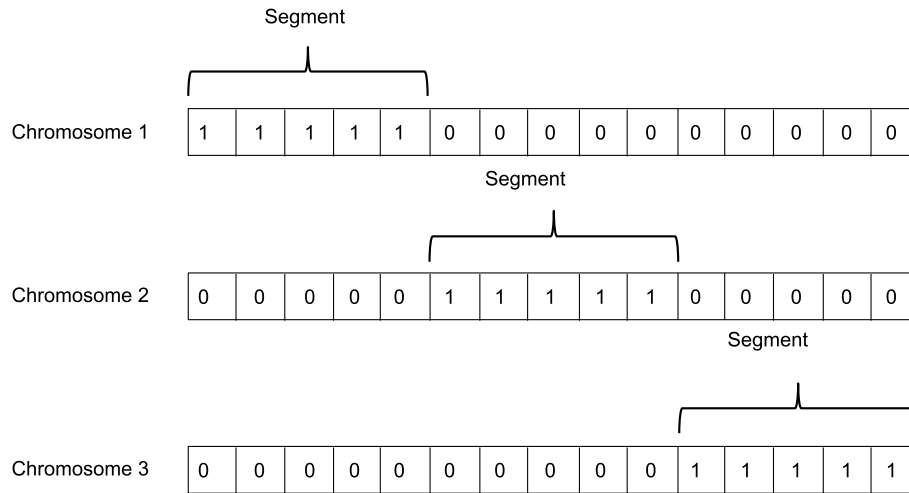 Segment
Chromosome 1 1 1 1 1 1 0 0 0 0 0 0 0 0 0 0
Segment
Chromosome 2 0 0 0 0 0 1 1 1 1 1 0 0 0 0 0
Segment
Chromosome 3 0 0 0 0 0 0 0 0 0 0 1 1 1 1 1